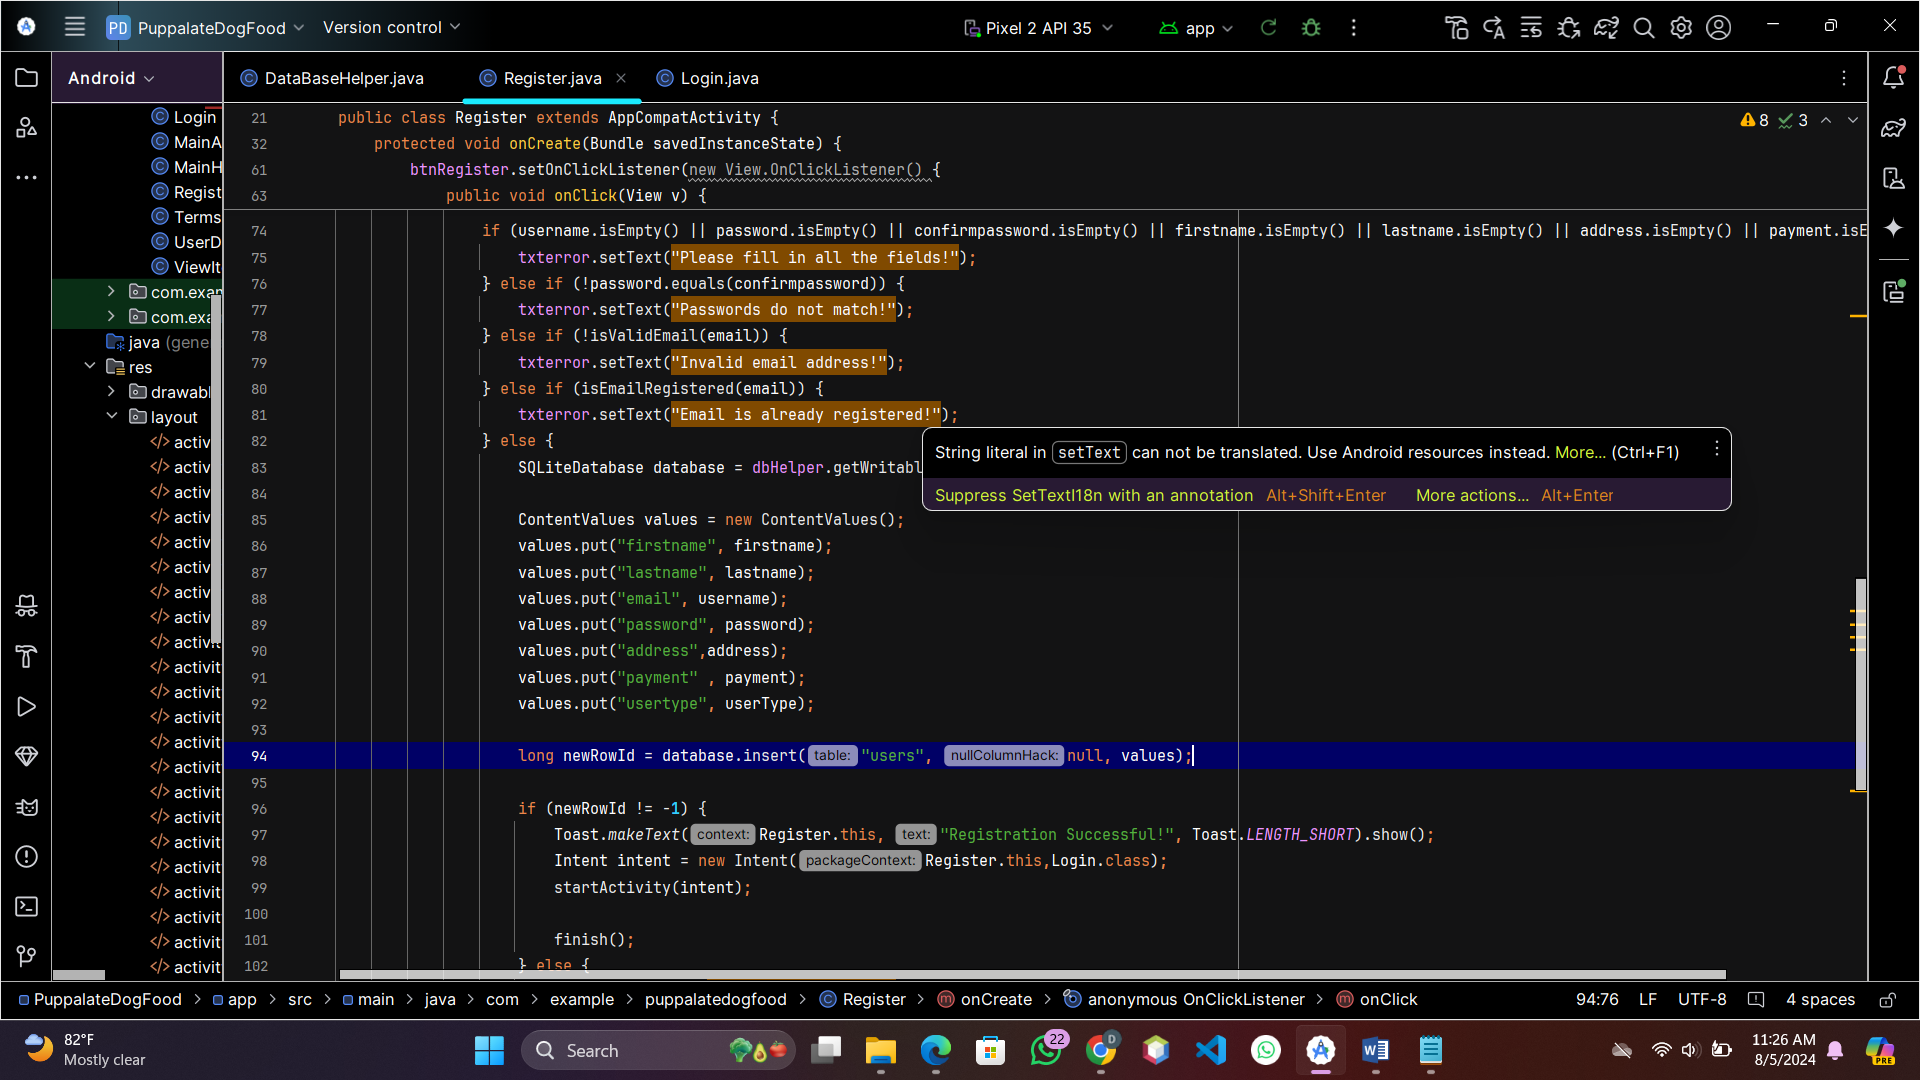 PD PuppalateDogFood Version control Pixel 2 API 35 app
Android DataBaseHelper.java Register.java Login.java
Login
MainA
MainH
Regist
Terms
UserD
ViewIt
com.exam
com.exa
java (gene
res
drawabl
layout
activ
activ
activ
activ
activ
activ
activ
activ
activit
activit
activit
activit
activit
activit
activit
activit
activit
activit
activit
activit
activit
activit
8 3
21 public class Register extends AppCompatActivity {
32 protected void onCreate(Bundle savedInstanceState) {
61 btnRegister.setOnClickListener(new View.OnClickListener() {
63 public void onClick(View v) {
74 if (username.isEmpty() || password.isEmpty() || confirmpassword.isEmpty() || firstname.isEmpty() || lastname.isEmpty() || address.isEmpty() || payment.isE
75 txterror.setText("Please fill in all the fields!");
76 } else if (!password.equals(confirmpassword)) {
77 txterror.setText("Passwords do not match!");
78 } else if (!isValidEmail(email)) {
79 txterror.setText("Invalid email address!");
80 } else if (isEmailRegistered(email)) {
81 txterror.setText("Email is already registered!");
82 } else {
83 SQLiteDatabase database = dbHelper.getWritabl
84
85 ContentValues values = new ContentValues();
86 values.put("firstname", firstname);
87 values.put("lastname", lastname);
88 values.put("email", username);
89 values.put("password", password);
90 values.put("address",address);
91 values.put("payment" , payment);
92 values.put("usertype", userType);
93
94 long newRowId = database.insert( table: "users", nullColumnHack: null, values);
95
96 if (newRowId != -1) {
97 Toast.makeText( context: Register.this, text: "Registration Successful!", Toast.LENGTH_SHORT).show();
98 Intent intent = new Intent( packageContext: Register.this,Login.class);
99 startActivity(intent);
100
101 finish();
102 } else {
String literal in setText can not be translated. Use Android resources instead. More... (Ctrl+F1)
Suppress SetTextI18n with an annotation Alt+Shift+Enter More actions... Alt+Enter
PuppalateDogFood > app > src > main > java > com > example > puppalatedogfood > Register > onCreate > anonymous OnClickListener > onClick 94:76 LF UTF-8 4 spaces
82°F
Mostly clear
Search
22
D
PRE
11:26 AM
8/5/2024